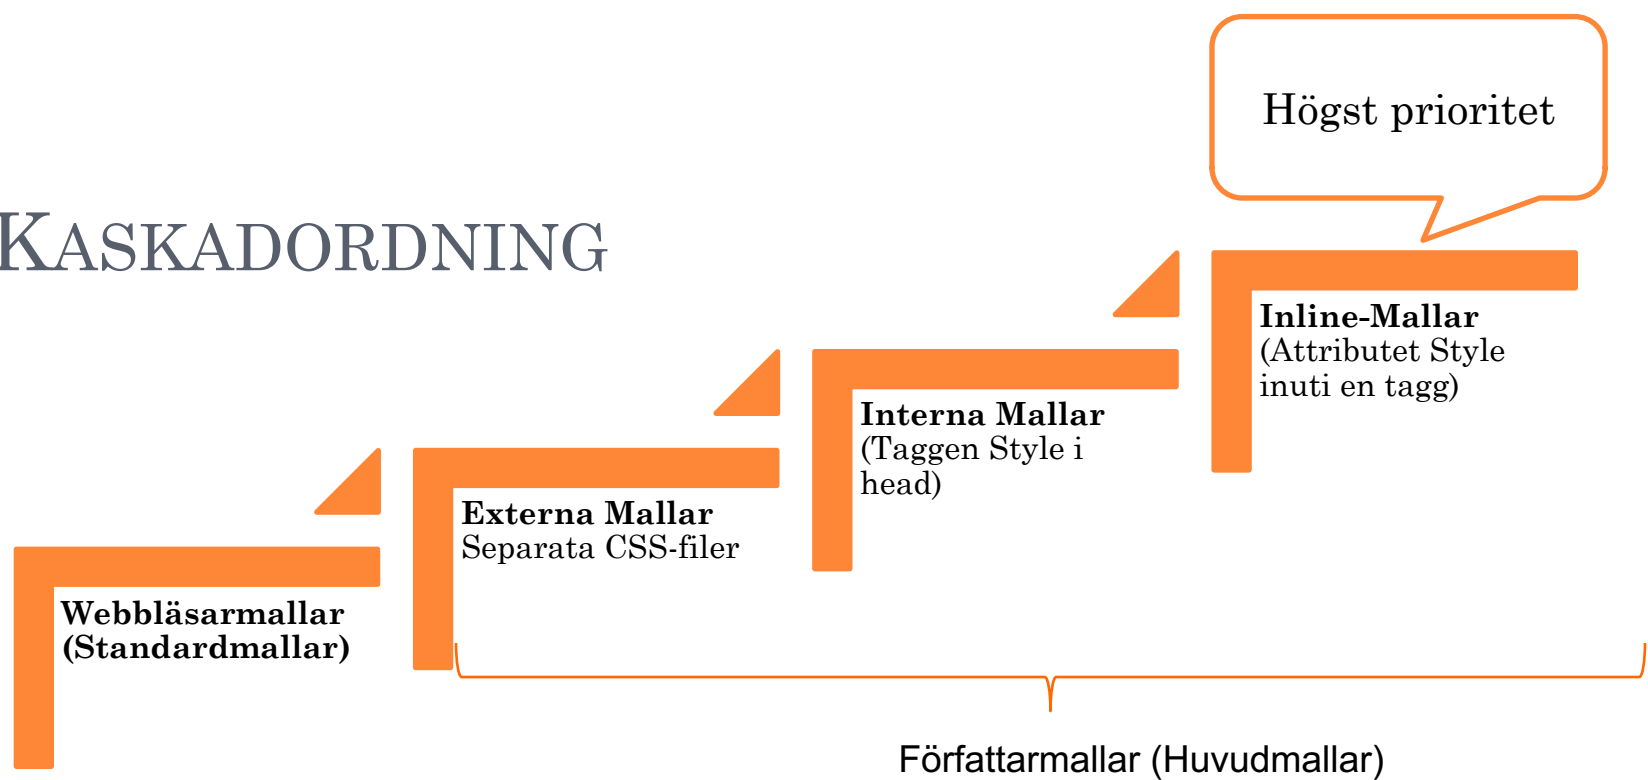 Högst prioritet
KASKADORDNING
Inline-Mallar
(Attributet Style
inuti en tagg)
Interna Mallar
(Taggen Style i
head)
Externa Mallar
Separata CSS-filer
Webbläsarmallar
(Standardmallar)
Författarmallar (Huvudmallar)